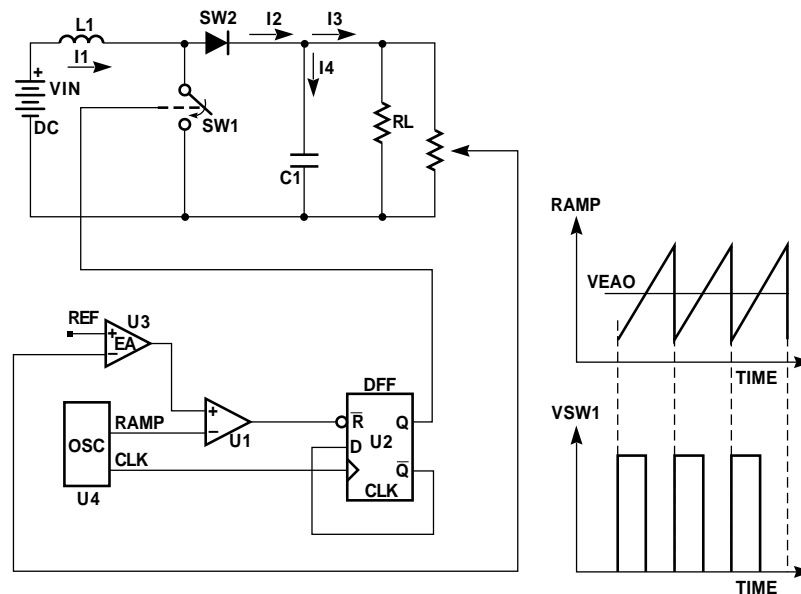 SW2
L1
I1
I2
I3
I4
+
VIN
DC
SW1
RL
C1
REF
U3
+
EA
−
OSC
RAMP
CLK
U4
+
−
U1
DFF
R̅
Q
U2
D
Q̅
CLK
RAMP
VEAO
TIME
VSW1
TIME